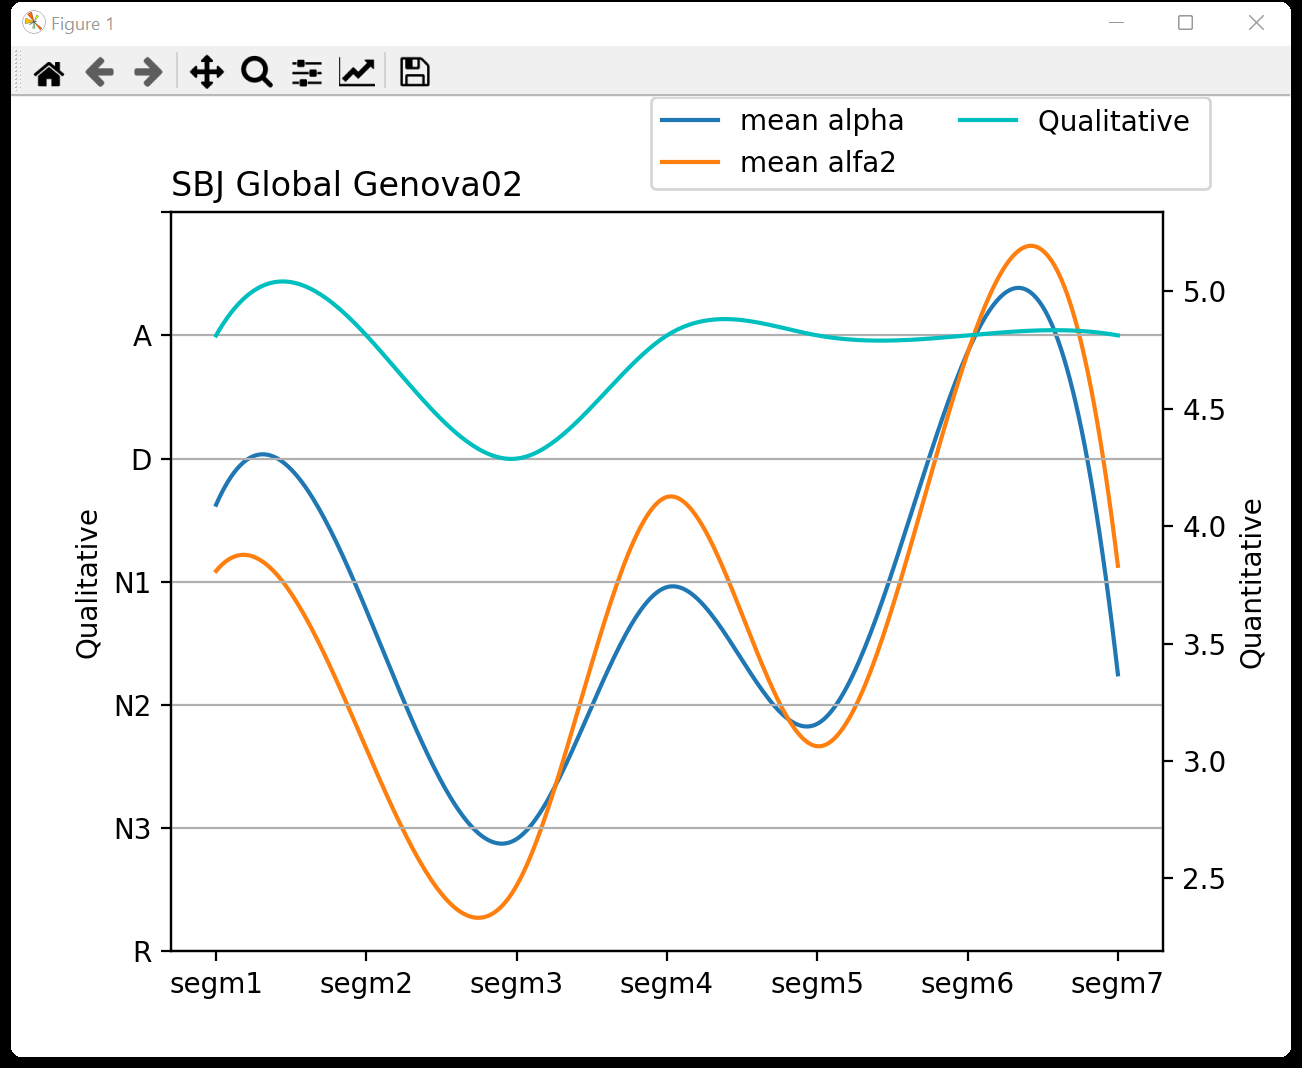 Figure 1
mean alpha
mean alfa2
Qualitative
SBJ Global Genova02
A
D
N1
N2
N3
R
Qualitative
5.0
4.5
4.0
3.5
3.0
2.5
Quantitative
segm1 segm2 segm3 segm4 segm5 segm6 segm7